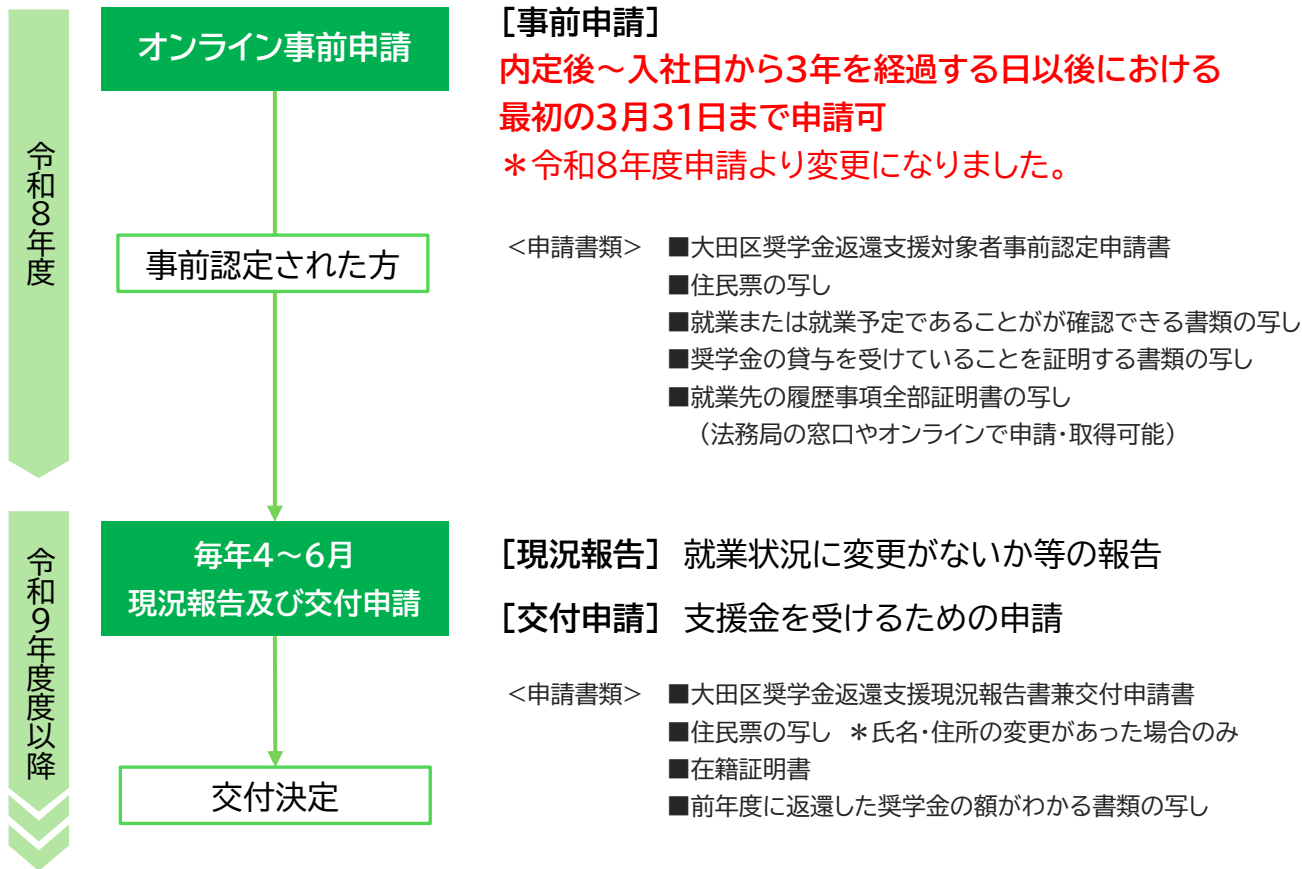 令和8年度
オンライン事前申請
[事前申請]
内定後～入社日から3年を経過する日以後における
最初の3月31日まで申請可
＊令和8年度申請より変更になりました。
事前認定された方
＜申請書類＞ ■大田区奨学金返還支援対象者事前認定申請書
■住民票の写し
■就業または就業予定であることがが確認できる書類の写し
■奨学金の貸与を受けていることを証明する書類の写し
■就業先の履歴事項全部証明書の写し
（法務局の窓口やオンラインで申請・取得可能）
令和9年度度以降
毎年4～6月
現況報告及び交付申請
[現況報告] 就業状況に変更がないか等の報告
[交付申請] 支援金を受けるための申請
＜申請書類＞ ■大田区奨学金返還支援現況報告書兼交付申請書
■住民票の写し ＊氏名・住所の変更があった場合のみ
■在籍証明書
■前年度に返還した奨学金の額がわかる書類の写し
交付決定